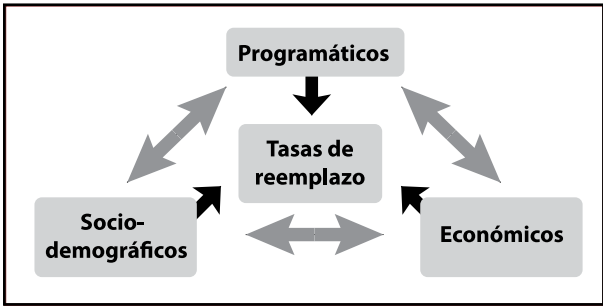 Programáticos
Tasas de
reemplazo
Socio-
demográficos
Económicos